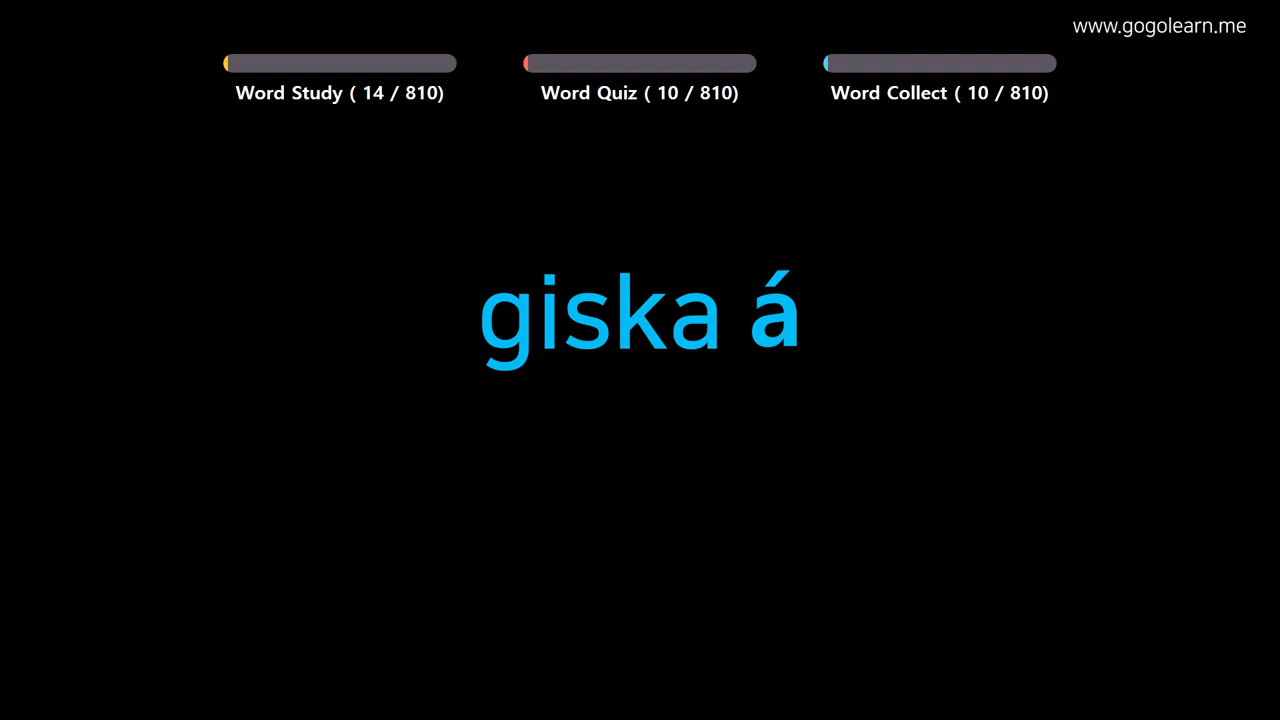 www.gogolearn.me
Word Study ( 14 / 810)
Word Quiz ( 10 / 810)
Word Collect ( 10 / 810)
giska á